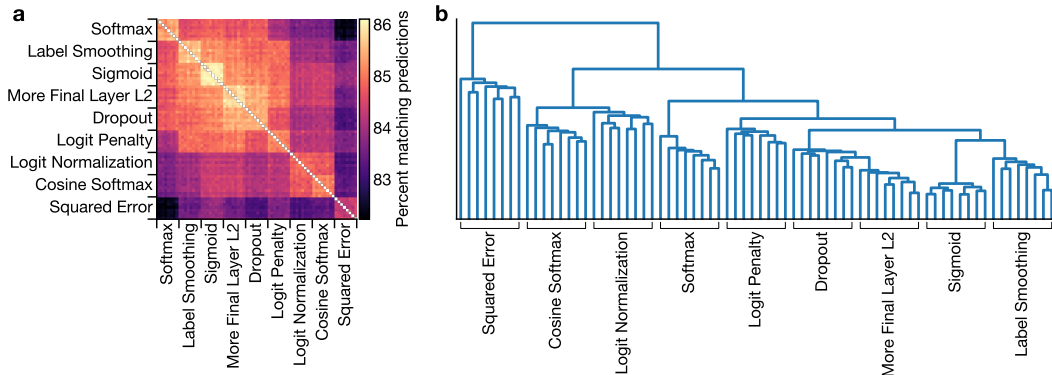 a
Softmax
Label Smoothing
Sigmoid
More Final Layer L2
Dropout
Logit Penalty
Logit Normalization
Cosine Softmax
Squared Error
Softmax
Label Smoothing
Sigmoid
More Final Layer L2
Dropout
Logit Penalty
Logit Normalization
Cosine Softmax
Squared Error
86
85
84
83
Percent matching predictions
b
Squared Error
Cosine Softmax
Logit Normalization
Softmax
Logit Penalty
Dropout
More Final Layer L2
Sigmoid
Label Smoothing